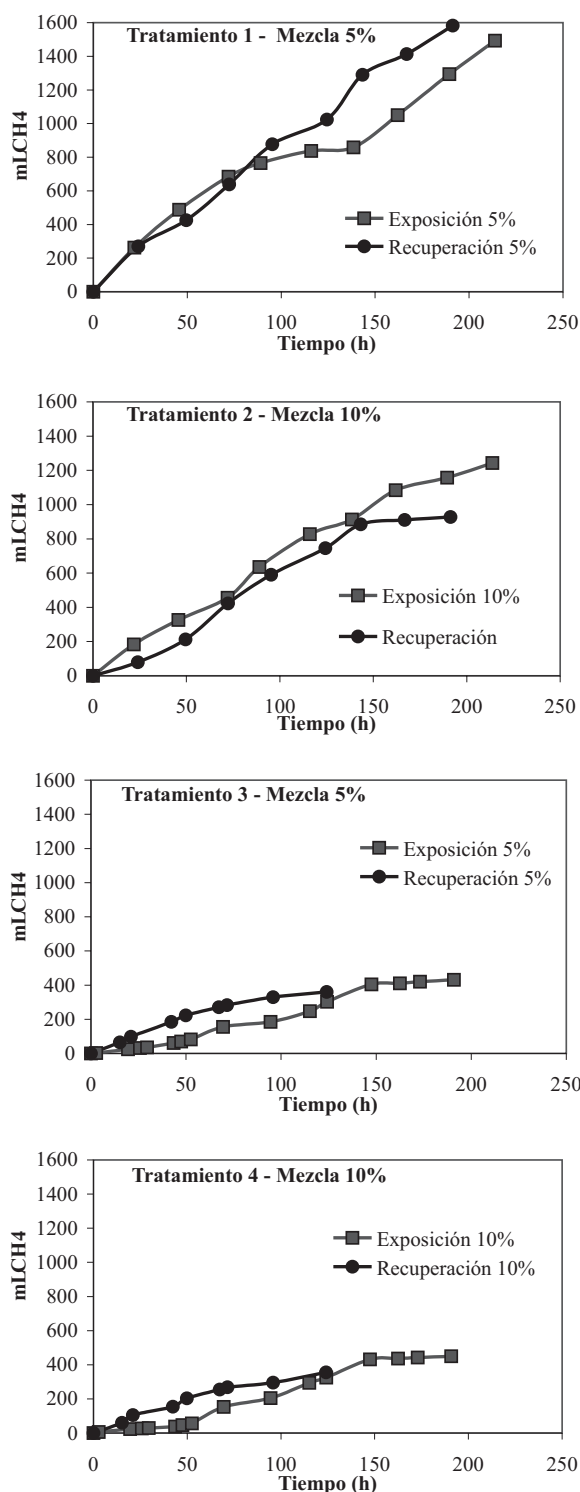 Tratamiento 1 - Mezcla 5%
1600
1400
1200
1000
800
600
400
200
0
mLCH4
Exposición 5%
Recuperación 5%
0 50 100 150 200 250
Tiempo (h)
Tratamiento 2 - Mezcla 10%
1600
1400
1200
1000
800
600
400
200
0
mLCH4
Exposición 10%
Recuperación
0 50 100 150 200 250
Tiempo (h)
Tratamiento 3 - Mezcla 5%
1600
1400
1200
1000
800
600
400
200
0
mLCH4
Exposición 5%
Recuperación 5%
0 50 100 150 200 250
Tiempo (h)
Tratamiento 4 - Mezcla 10%
1600
1400
1200
1000
800
600
400
200
0
mLCH4
Exposición 10%
Recuperación 10%
0 50 100 150 200 250
Tiempo (h)